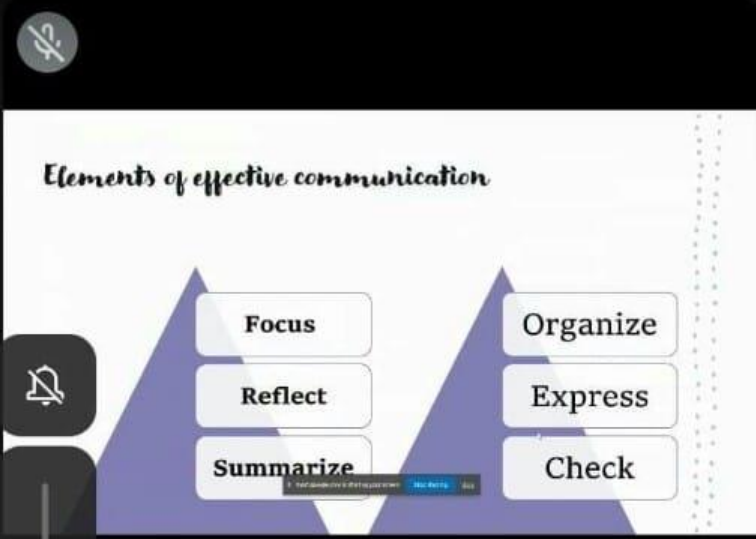 Elements of effective communication
Focus
Reflect
Summarize
Organize
Express
Check